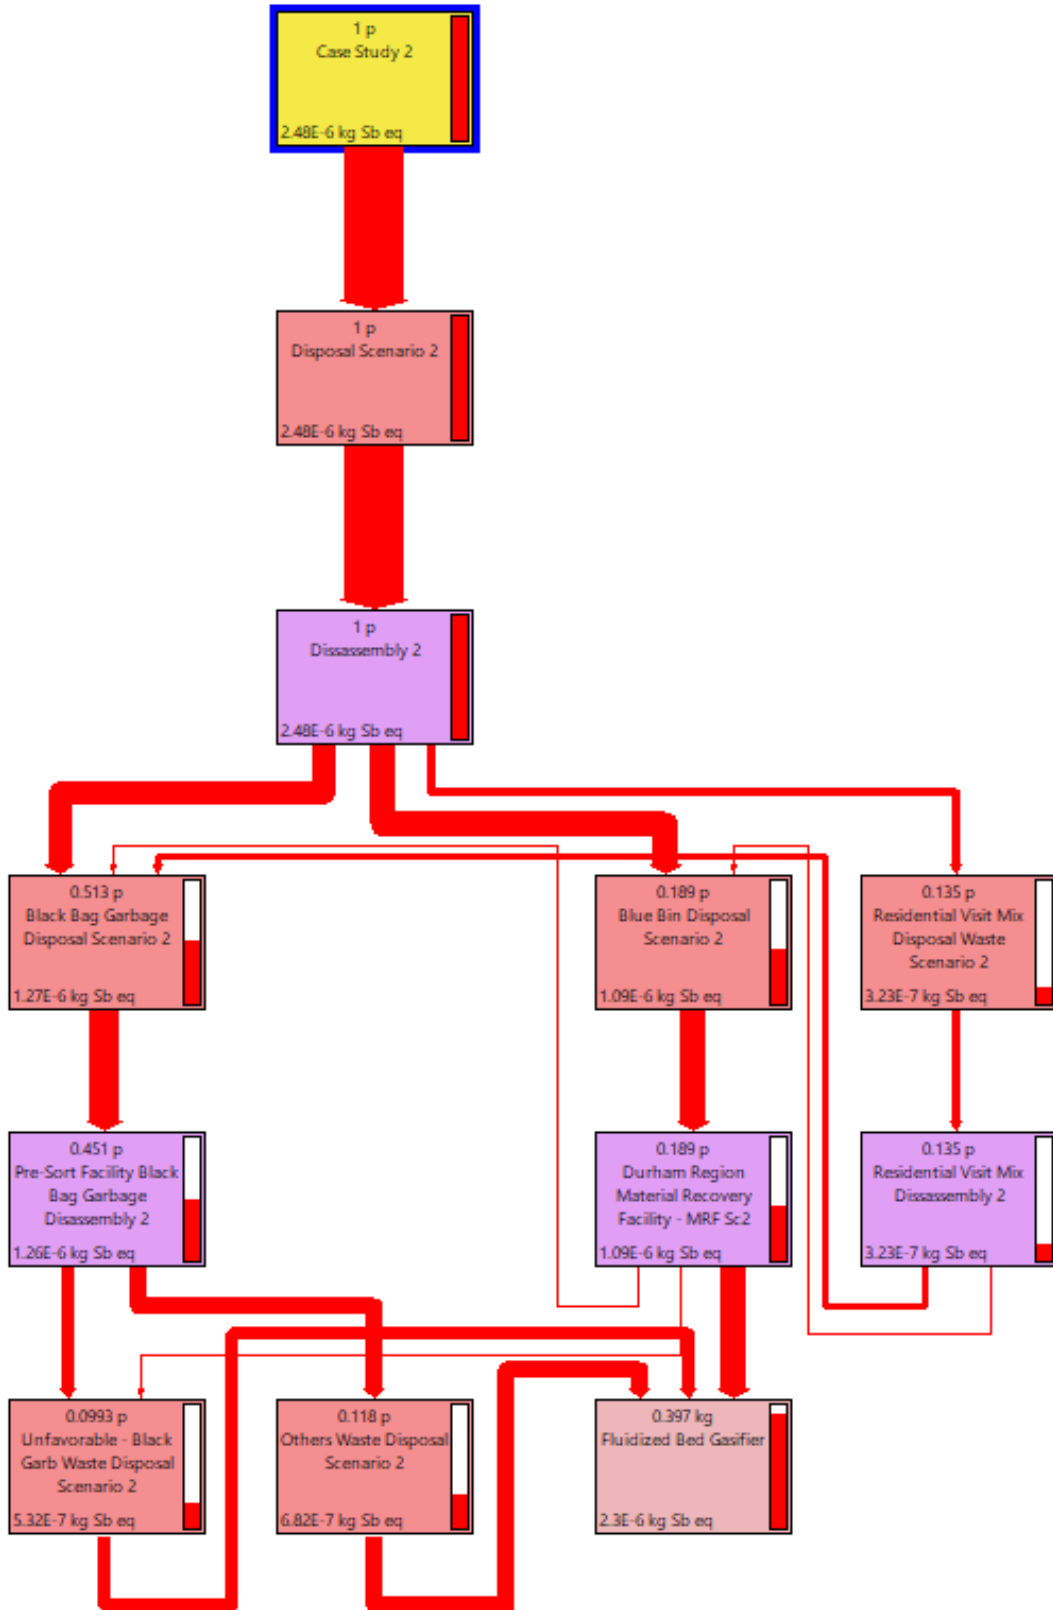 1 p
Case Study 2
2.48E-6 kg Sb eq
1 p
Disposal Scenario 2
2.48E-6 kg Sb eq
1 p
Dissassembly 2
2.48E-6 kg Sb eq
0.513 p
Black Bag Garbage
Disposal Scenario 2
1.27E-6 kg Sb eq
0.189 p
Blue Bin Disposal
Scenario 2
1.09E-6 kg Sb eq
0.135 p
Residential Visit Mix
Disposal Waste
Scenario 2
3.23E-7 kg Sb eq
0.451 p
Pre-Sort Facility Black
Bag Garbage
Disassembly 2
1.26E-6 kg Sb eq
0.189 p
Durham Region
Material Recovery
Facility - MRF Sc2
1.09E-6 kg Sb eq
0.135 p
Residential Visit Mix
Dissassembly 2
3.23E-7 kg Sb eq
0.0993 p
Unfavorable - Black
Garb Waste Disposal
Scenario 2
5.32E-7 kg Sb eq
0.118 p
Others Waste Disposal
Scenario 2
6.82E-7 kg Sb eq
0.397 kg
Fluidized Bed Gasifier
2.3E-6 kg Sb eq